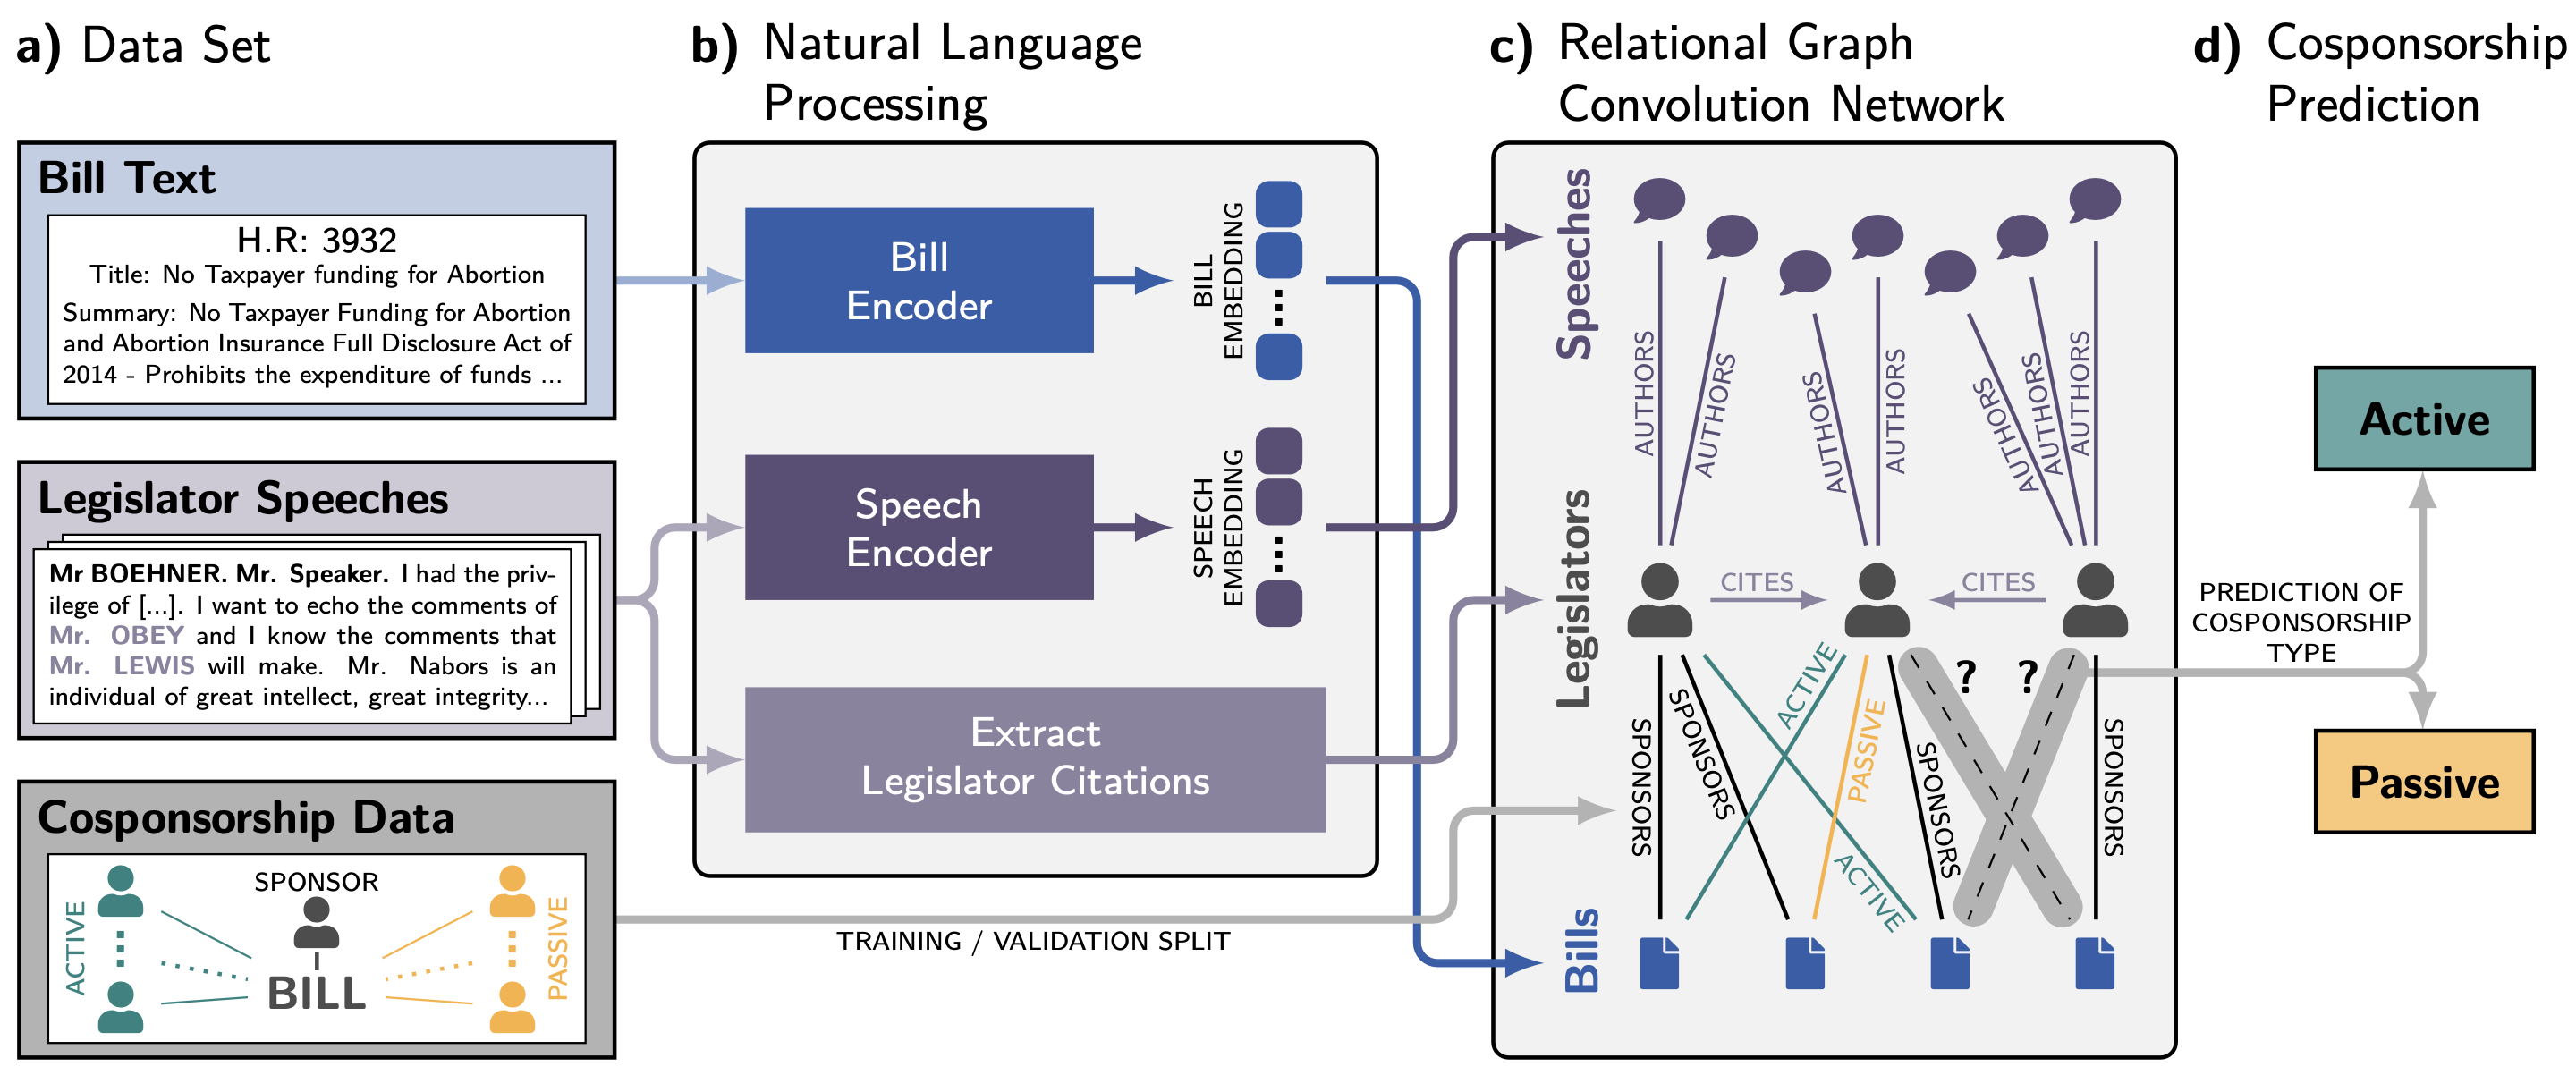 a) Data Set
Bill Text
H.R: 3932
Title: No Taxpayer funding for Abortion
Summary: No Taxpayer Funding for Abortion
and Abortion Insurance Full Disclosure Act of
2014 - Prohibits the expenditure of funds ...
Legislator Speeches
Mr BOEHNER. Mr. Speaker. I had the priv-
ilege of [...]. I want to echo the comments of
Mr. OBEY and I know the comments that
Mr. LEWIS will make. Mr. Nabors is an
individual of great intellect, great integrity...
Cosponsorship Data
ACTIVE
SPONSOR
BILL
PASSIVE
b) Natural Language
Processing
Bill
Encoder
BILL
EMBEDDING
Speech
Encoder
SPEECH
EMBEDDING
Extract
Legislator Citations
TRAINING / VALIDATION SPLIT
c) Relational Graph
Convolution Network
Speeches
AUTHORS
AUTHORS
AUTHORS
AUTHORS
AUTHORS
AUTHORS
AUTHORS
Legislators
CITES
CITES
SPONSORS
SPONSORS
ACTIVE
PASSIVE
ACTIVE
SPONSORS
? ?
SPONSORS
Bills
d) Cosponsorship
Prediction
PREDICTION OF
COSPONSORSHIP
TYPE
Active
Passive